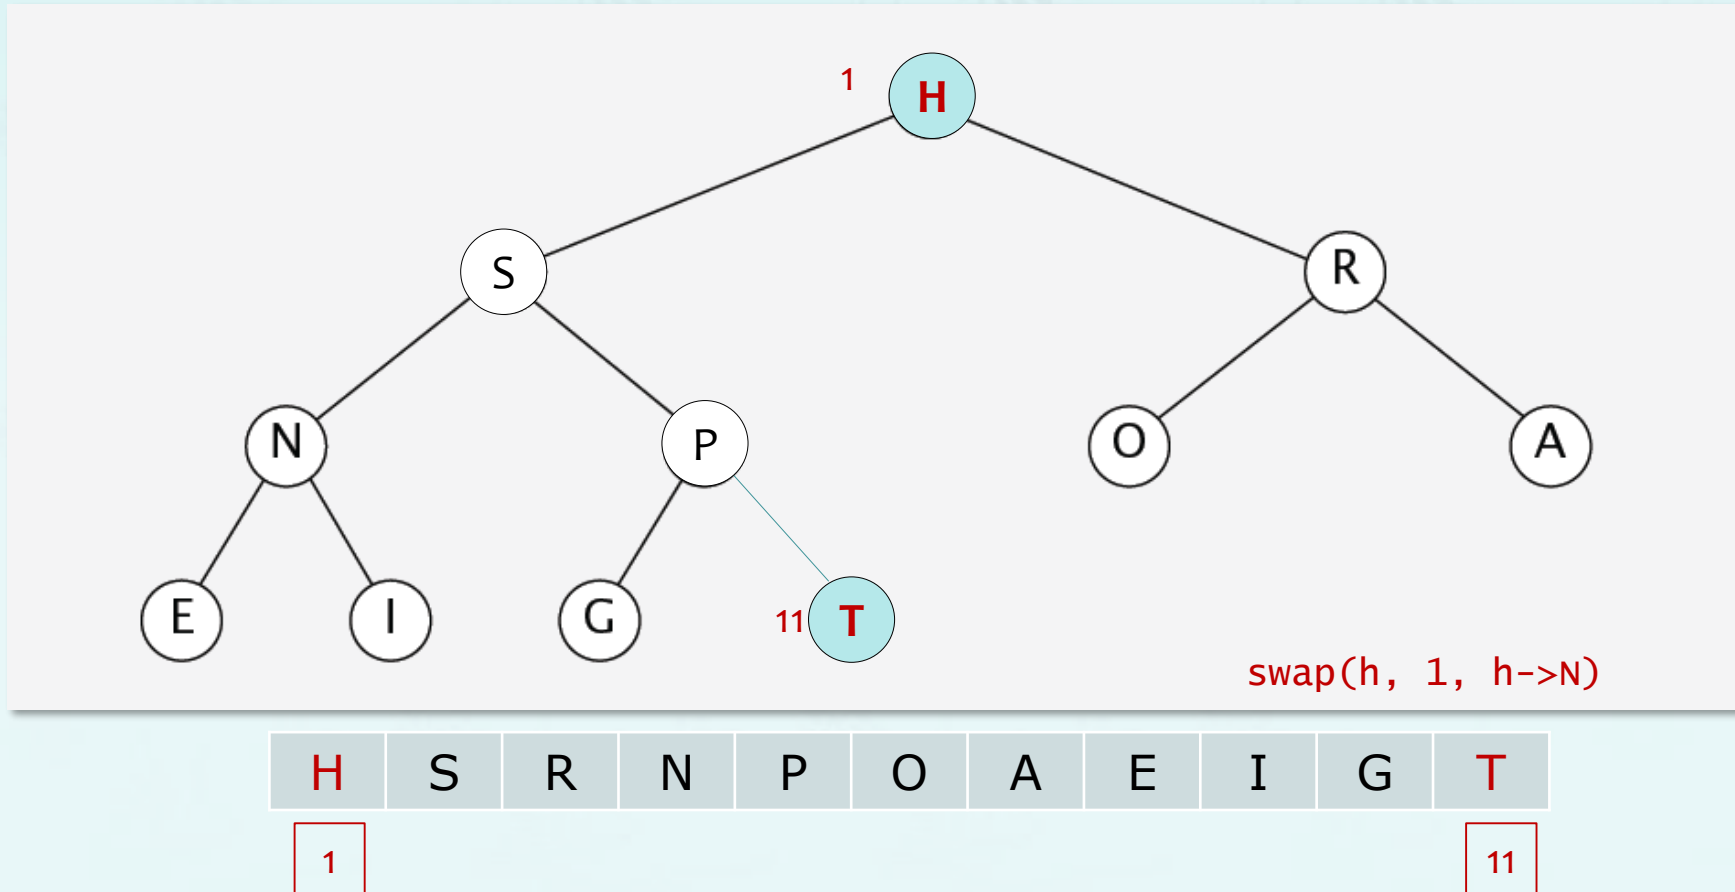 1 H
S R
N P O A
E I G 11 T
swap(h, 1, h->N)
H S R N P O A E I G T
1 11